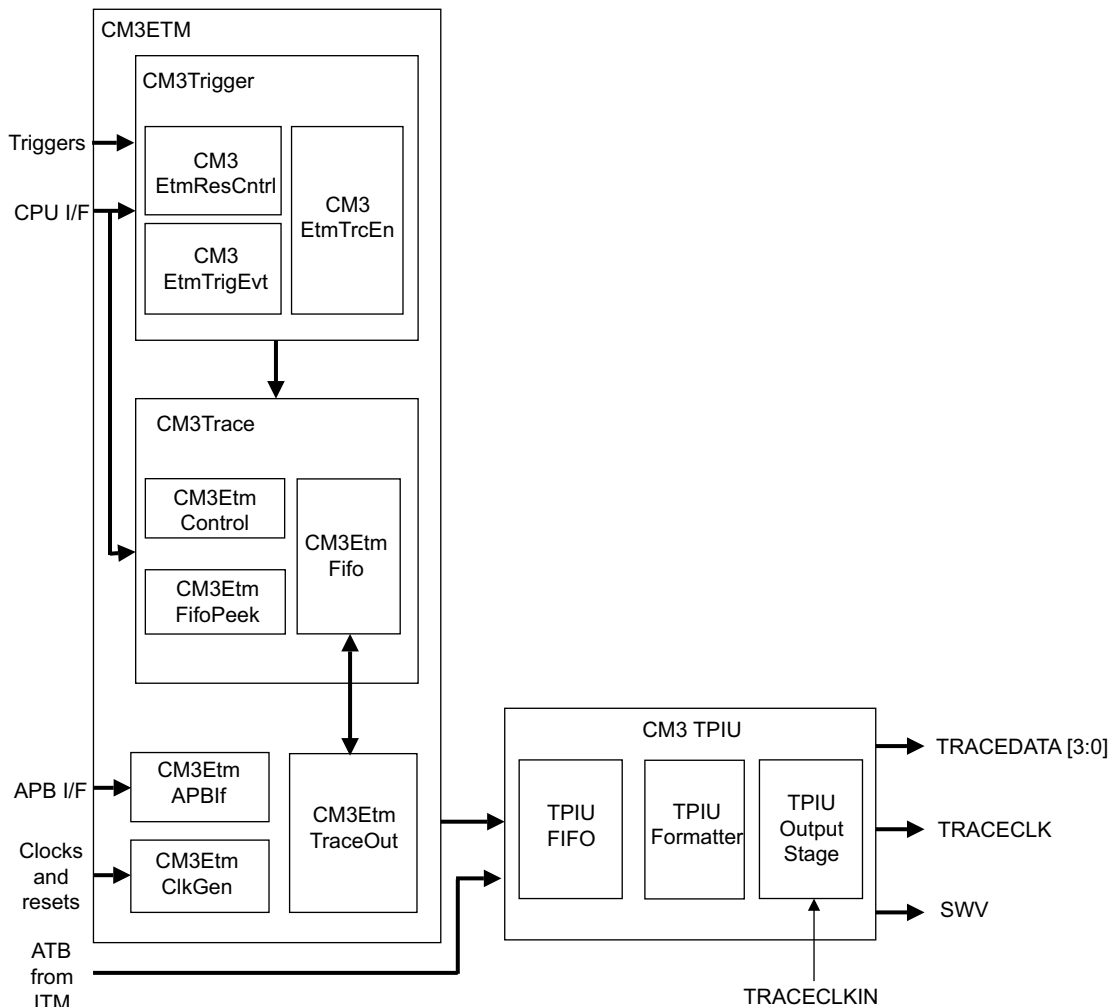 CM3ETM
CM3Trigger
Triggers
CM3
EtmResCntrl
CM3
EtmTrcEn
CPU I/F
CM3
EtmTrigEvt
CM3Trace
CM3Etm
Control
CM3Etm
Fifo
CM3Etm
FifoPeek
APB I/F
CM3Etm
APBIf
CM3Etm
TraceOut
Clocks
and
resets
CM3Etm
ClkGen
ATB
from
ITM
CM3 TPIU
TPIU
FIFO
TPIU
Formatter
TPIU
Output
Stage
TRACEDATA [3:0]
TRACECLK
SWV
TRACECLKIN